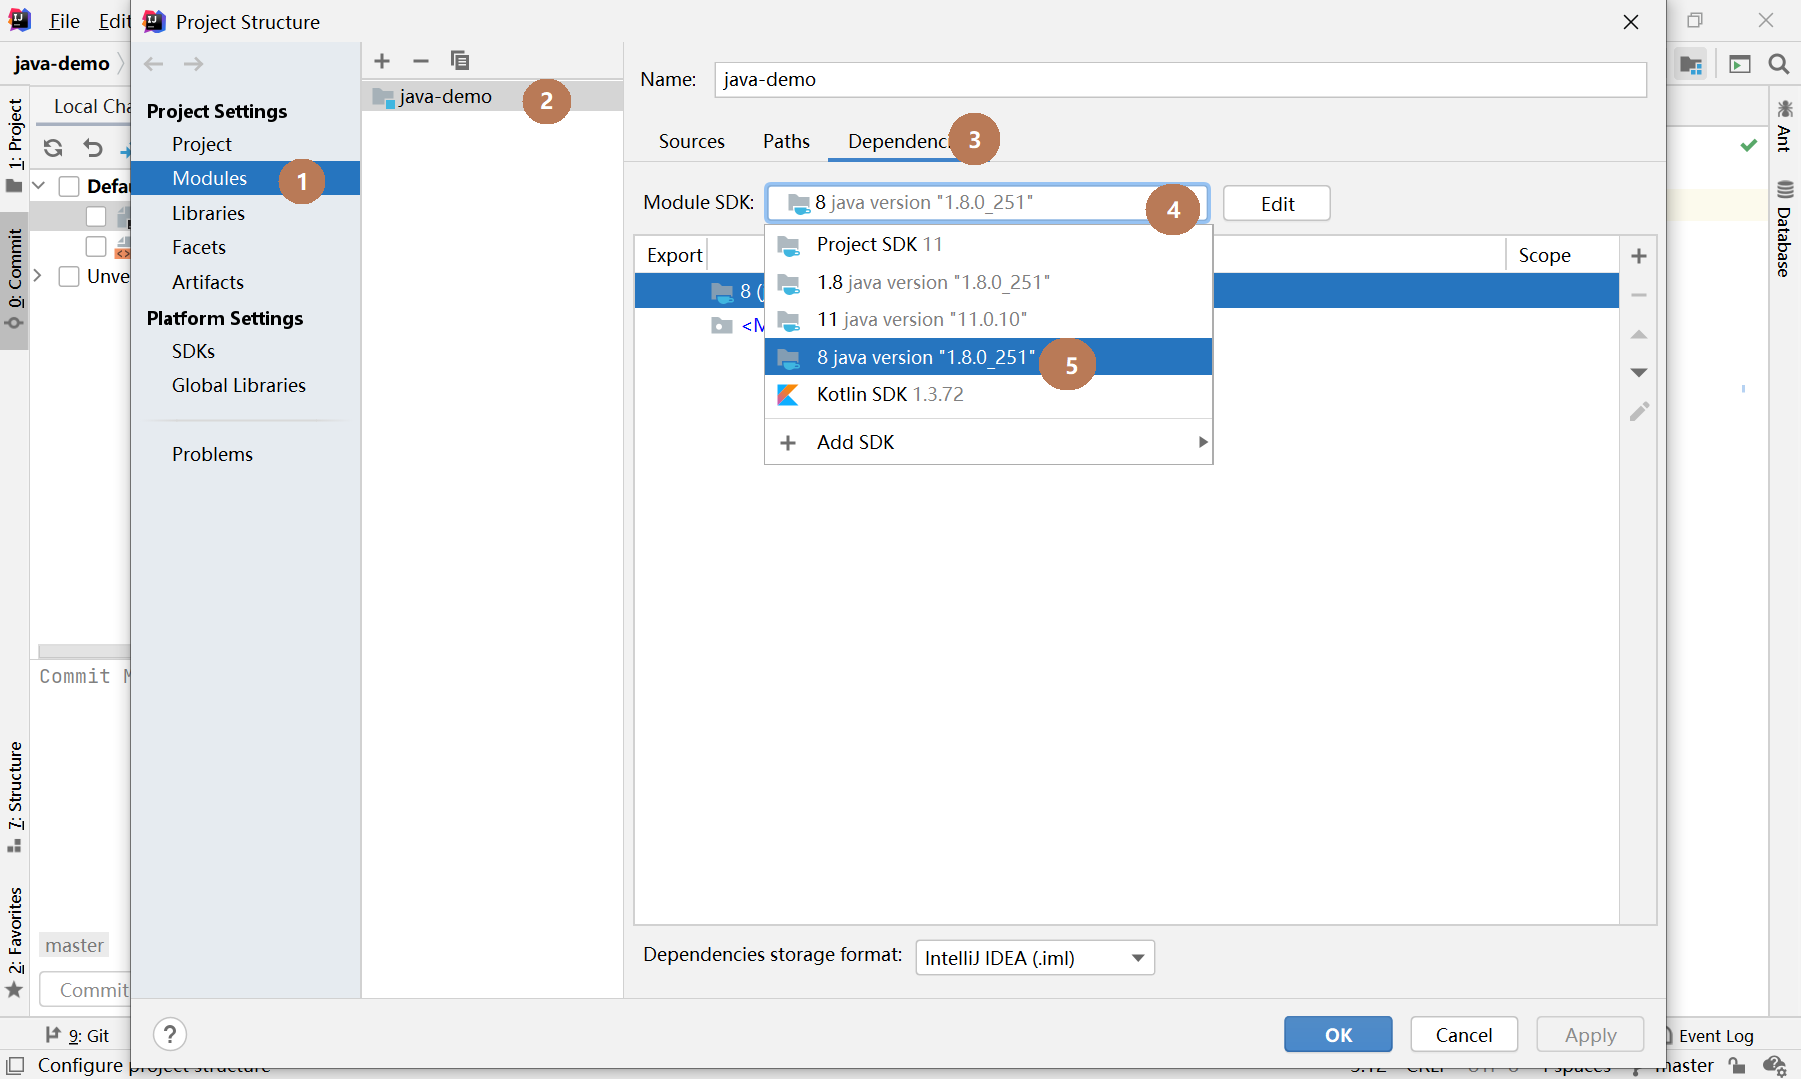 File Edit
Project Structure
java-demo
Local Cha
1: Project
0: Commit
7: Structure
2: Favorites
Defau
Unve
Commit M
master
Commit
9: Git
Configure project structure
Project Settings
Project
Modules 1
Libraries
Facets
Artifacts
Platform Settings
SDKs
Global Libraries
Problems
java-demo 2
Name: java-demo
Sources Paths Dependenci 3
Module SDK: 8 java version "1.8.0_251" 4 Edit
Export Scope
8 (
<M
Project SDK 11
1.8 java version "1.8.0_251"
11 java version "11.0.10"
8 java version "1.8.0_251" 5
Kotlin SDK 1.3.72
Add SDK
Dependencies storage format: IntelliJ IDEA (.iml)
? OK Cancel Apply
Ant
Database
Event Log
master